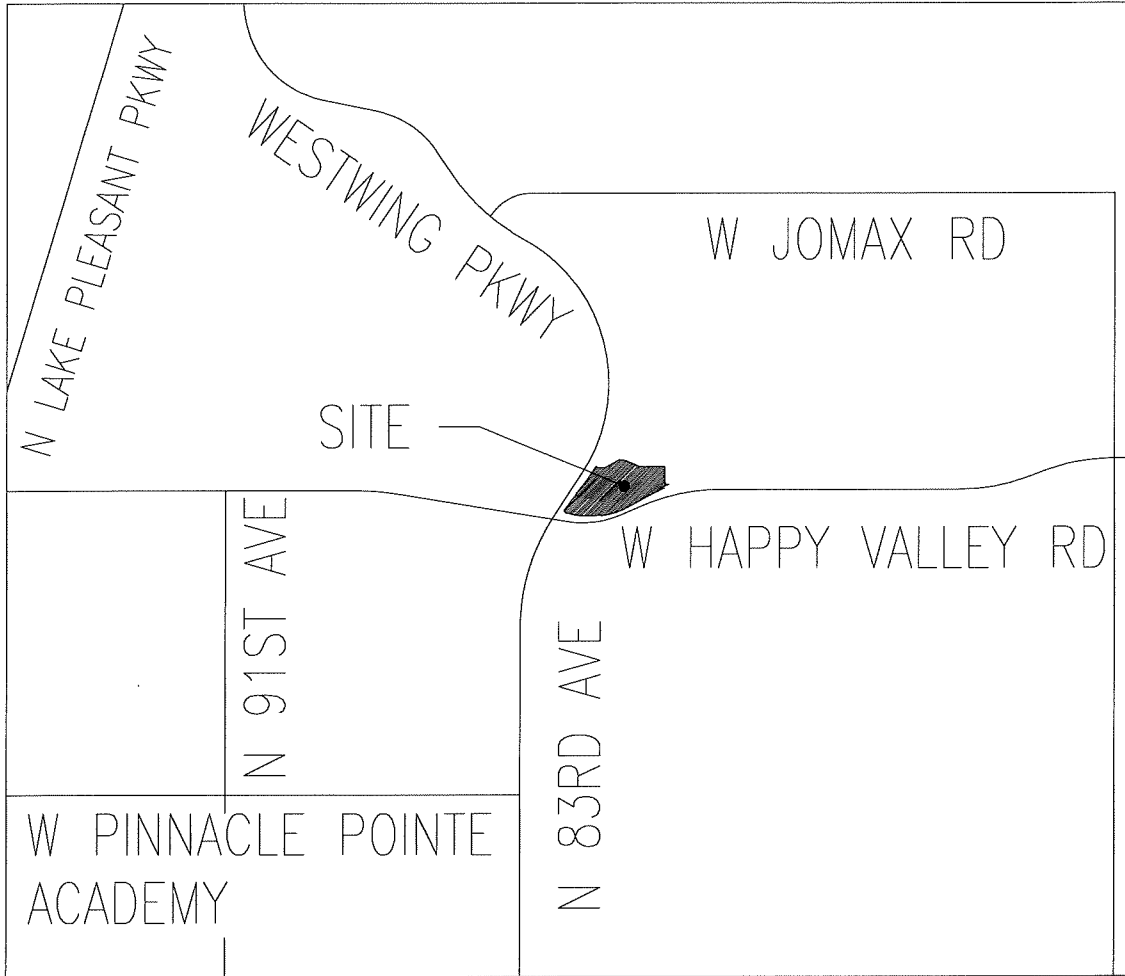 N LAKE PLEASANT PKWY
WESTWING PKWY
W JOMAX RD
SITE
W HAPPY VALLEY RD
N 91ST AVE
N 83RD AVE
W PINNACLE POINTE
ACADEMY